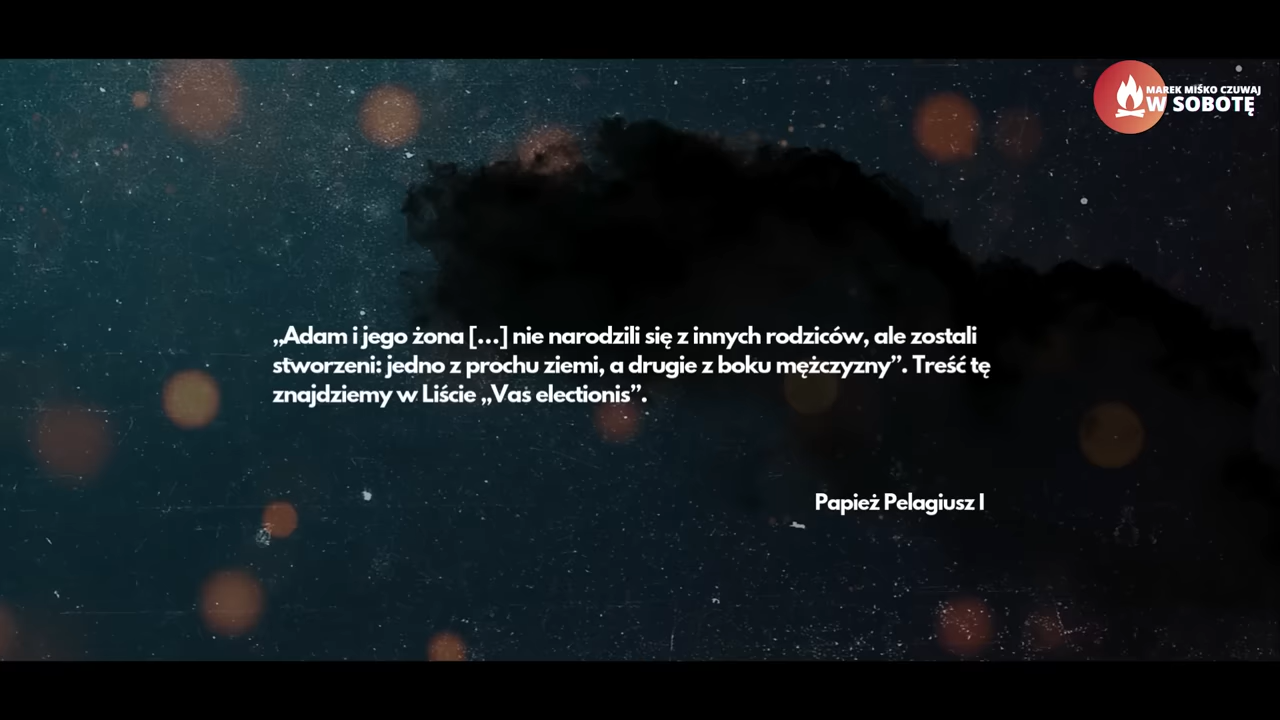 MAREK MIŚKO CZUWAJ
W SOBOTĘ
„Adam i jego żona [...] nie narodzili się z innych rodziców, ale zostali
stworzeni: jedno z prochu ziemi, a drugie z boku mężczyzny”. Treść tę
znajdziemy w Liście „Vas electionis”.
Papież Pelagiusz I